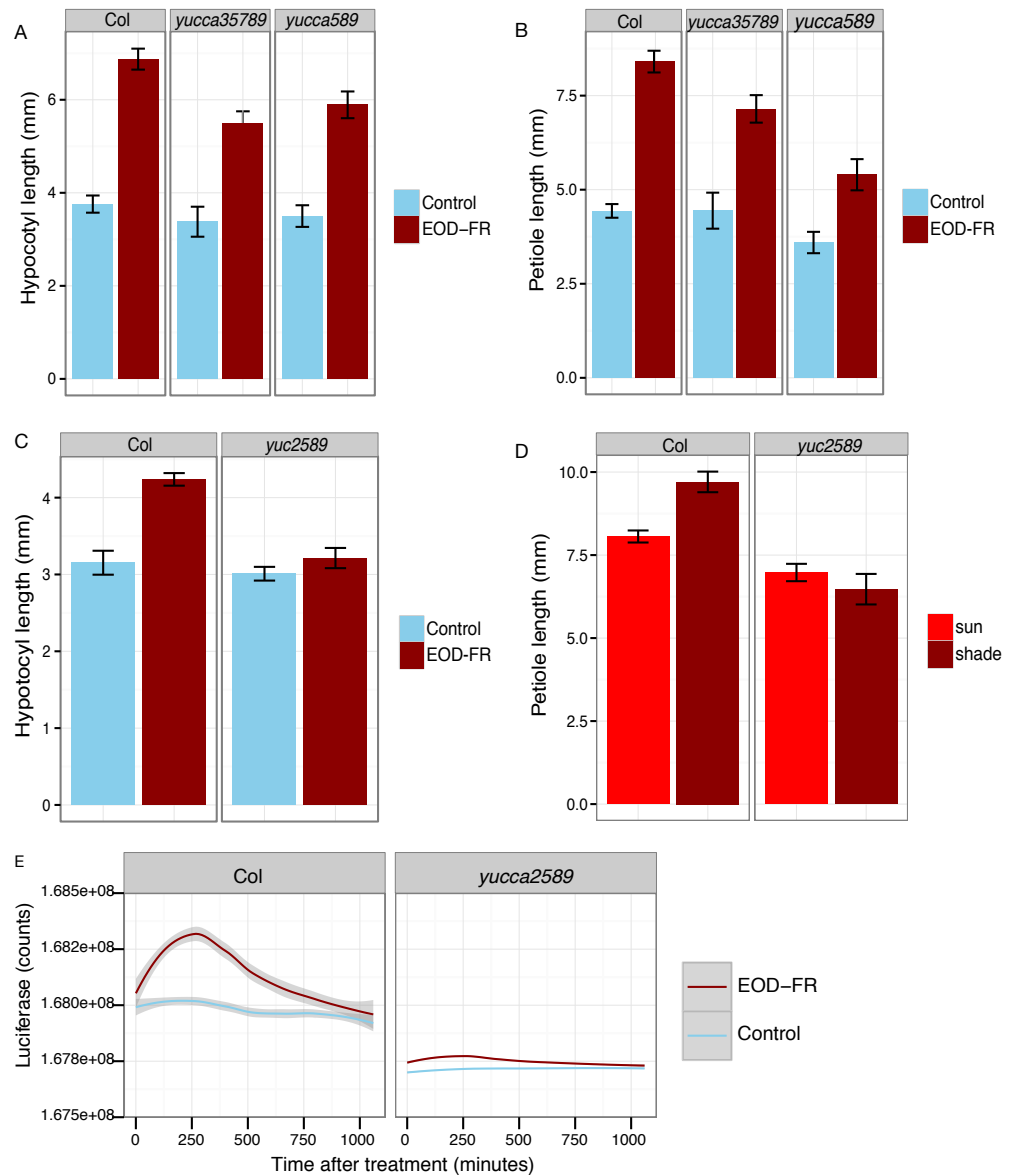 A
Col yucca35789 yucca589
Hypocotyl length (mm)
6
4
2
0
Control
EOD−FR
B
Col yucca35789 yucca589
Petiole length (mm)
7.5
5.0
2.5
0.0
Control
EOD-FR
C
Col yuc2589
Hypotocyl length (mm)
4
3
2
1
0
Control
EOD-FR
D
Col yuc2589
Petiole length (mm)
10.0
7.5
5.0
2.5
0.0
sun
shade
E
Col yucca2589
Luciferase (counts)
1.685e+08
1.682e+08
1.680e+08
1.678e+08
1.675e+08
0 250 500 750 1000 0 250 500 750 1000
Time after treatment (minutes)
EOD−FR
Control